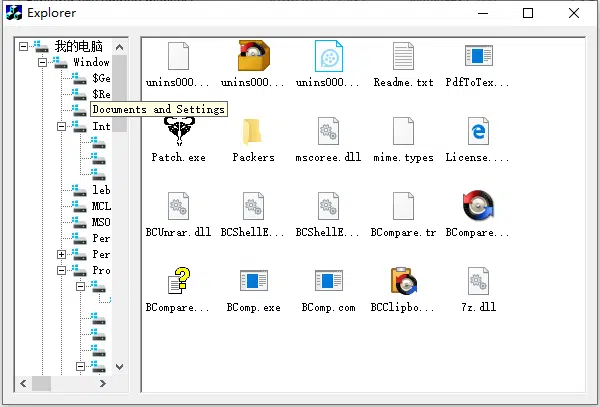 Explorer
我的电脑
Window
$Ge
$Re
Documents and Settings
Int
leb
MCL
MSO
Per
Per
Pro
unins000... unins000... unins000... Readme.txt PdfToTex...
Patch.exe Packers mscoree.dll mime.types License....
BCUnrar.dll BCShellE... BCShellE... BCompare.tr BCompare...
BCompare... BComp.exe BComp.com BCClipbo... 7z.dll